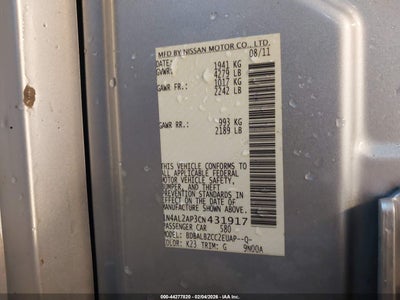 MFD BY NISSAN MOTOR CO., LTD.
DATE: 08/11
GVWR: 1941 KG
4279 LB
GAWR FR.: 1017 KG
2242 LB
GAWR RR.: 993 KG
2189 LB
THIS VEHICLE CONFORMS TO
ALL APPLICABLE FEDERAL
MOTOR VEHICLE SAFETY,
BUMPER, AND THEFT
PREVENTION STANDARDS
IN EFFECT ON THE DATE OF
MANUFACTURE SHOWN ABOVE.
1N4AL2AP3CN431917
PASSENGER CAR 580
MODEL: BDBALBZCC2EUAP--Q-
COLOR: K23 TRIM: G 9N00A
000-44277820 - 02/04/2026 - IAAI